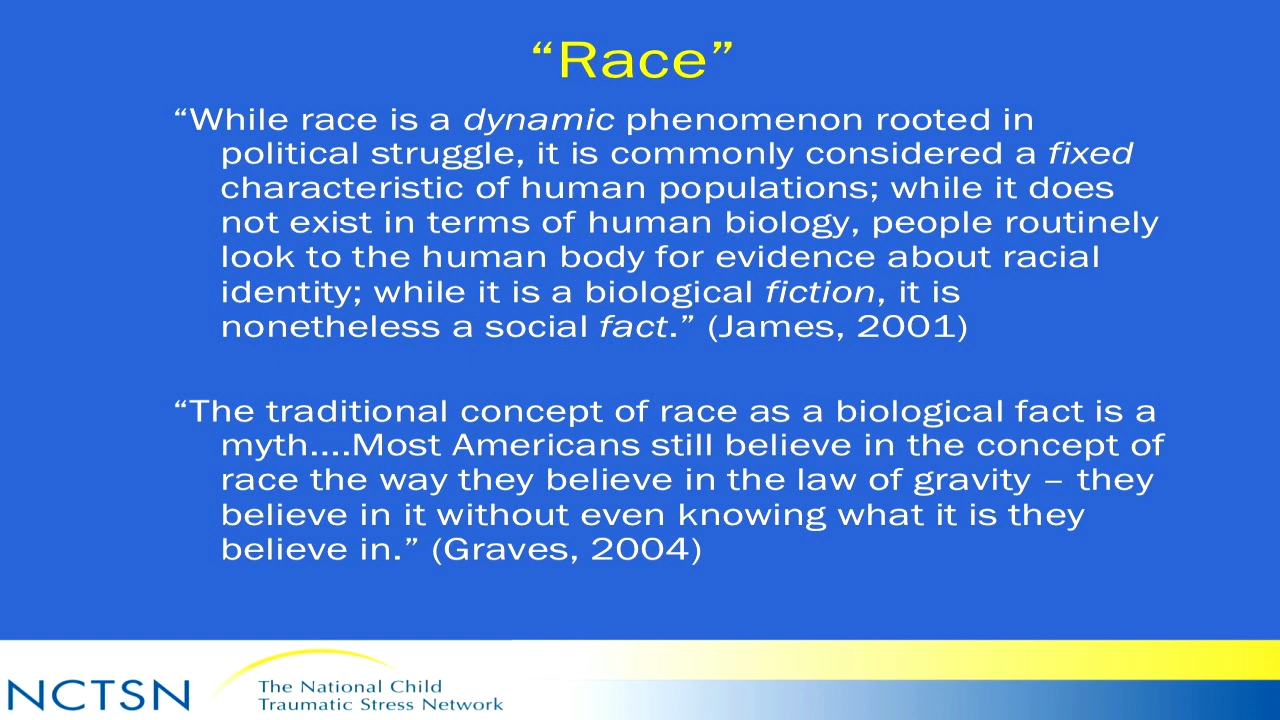 “Race”
“While race is a dynamic phenomenon rooted in
political struggle, it is commonly considered a fixed
characteristic of human populations; while it does
not exist in terms of human biology, people routinely
look to the human body for evidence about racial
identity; while it is a biological fiction, it is
nonetheless a social fact.” (James, 2001)
“The traditional concept of race as a biological fact is a
myth....Most Americans still believe in the concept of
race the way they believe in the law of gravity – they
believe in it without even knowing what it is they
believe in.” (Graves, 2004)
NCTSN
The National Child
Traumatic Stress Network